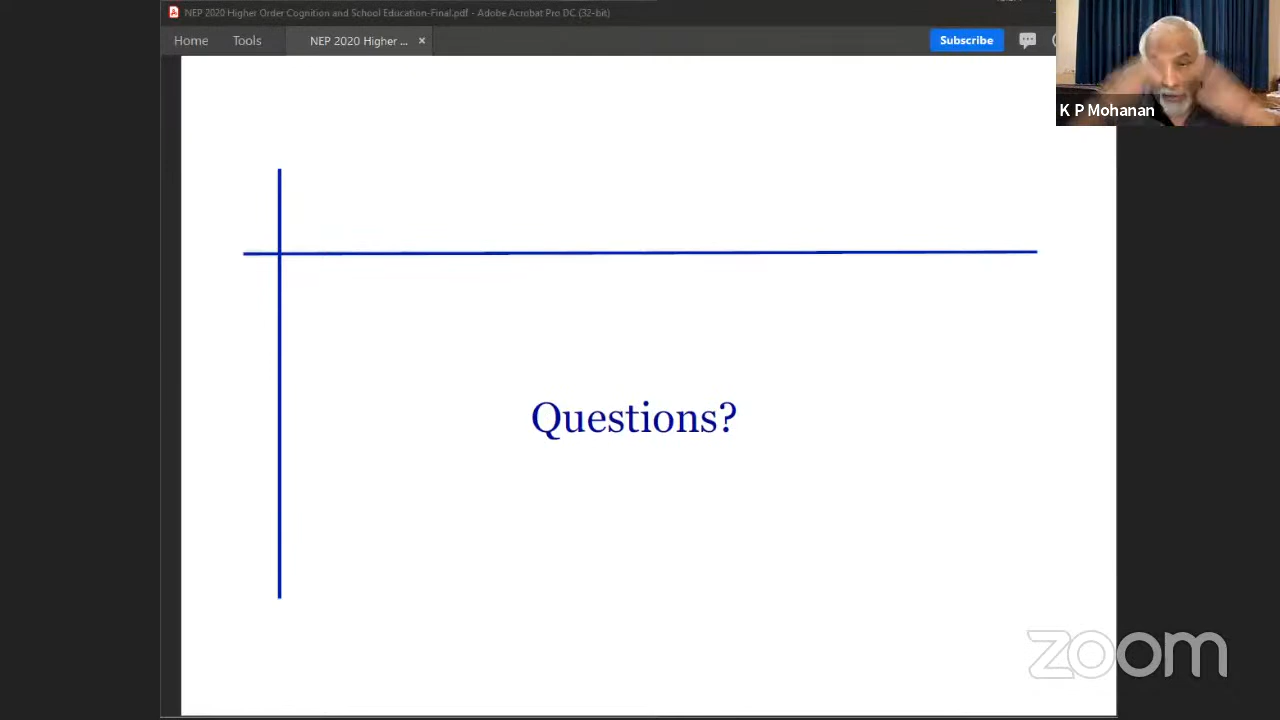 NEP 2020 Higher Order Cognition and School Education-Final.pdf - Adobe Acrobat Pro DC (32-bit)
Home Tools NEP 2020 Higher ... × Subscribe
K P Mohanan
Questions?
zoom